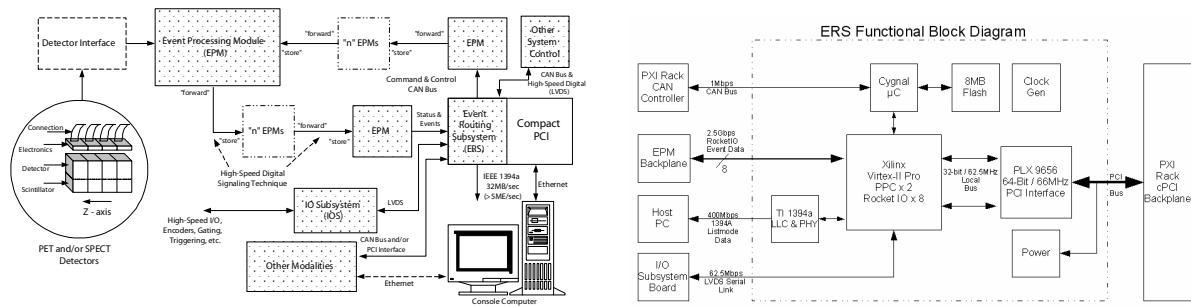 Detector Interface
Event Processing Module
(EPM)
"forward"
"store"
"n" EPMs
"forward"
"store"
EPM
Other
System
Control
Command & Control
CAN Bus
CAN Bus &
High-Speed Digital
(LVDS)
"forward"
"store"
"n" EPMs
"forward"
"store"
EPM
Status &
Events
Event
Routing
Subsystem
(ERS)
Compact
PCI
Connection
Electronics
Detector
Scintillator
Z - axis
PET and/or SPECT
Detectors
High-Speed Digital
Signaling Technique
IEEE 1394a
32MB/sec
(>5ME/sec)
Ethernet
IO Subsystem
(IOS)
LVDS
High-Speed I/O,
Encoders, Gating,
Triggering, etc.
CAN Bus and/or
PCI Interface
Other Modalities
Ethernet
Console Computer
ERS Functional Block Diagram
PXI Rack
CAN
Controller
1Mbps
CAN Bus
Cygnal
µC
8MB
Flash
Clock
Gen
EPM
Backplane
2.5Gbps
RocketIO
Event Data
8
Xilinx
Virtex-II Pro
PPC x 2
Rocket IO x 8
32-bit / 62.5MHz
Local
Bus
PLX 9656
64-Bit / 66MHz
PCI Interface
PCI
Bus
PXI
Rack
cPCI
Backplane
Host
PC
400Mbps
1394A
Listmode
Data
TI 1394a
LLC & PHY
Power
I/O
Subsystem
Board
62.5Mbps
LVDS Serial
Link